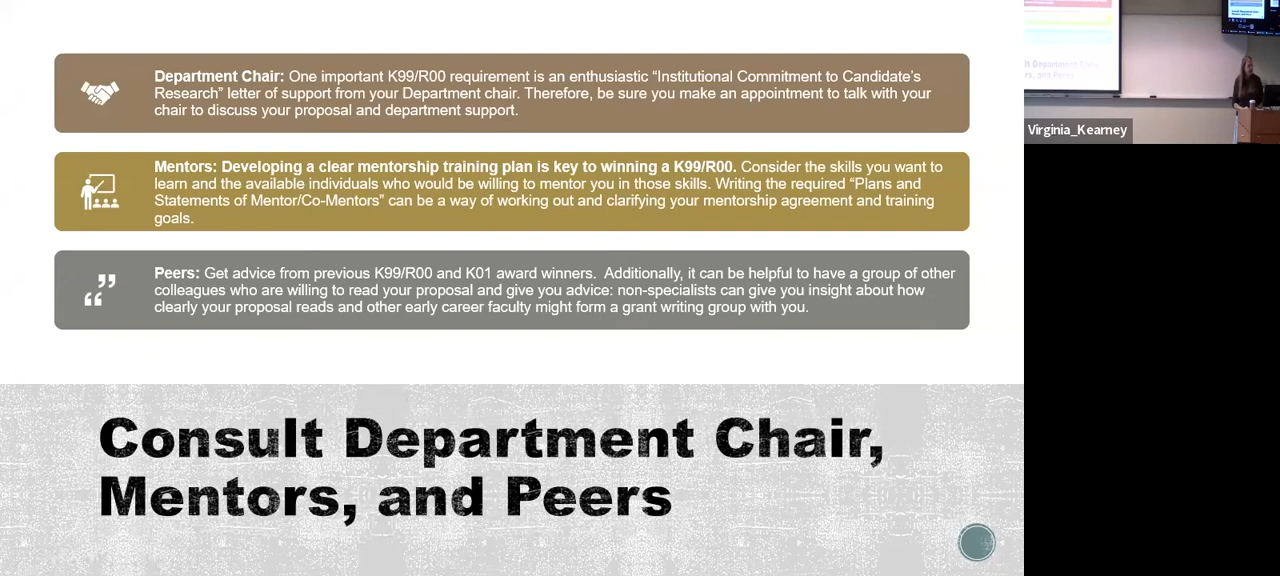 Department Chair: One important K99/R00 requirement is an enthusiastic “Institutional Commitment to Candidate’s
Research” letter of support from your Department chair. Therefore, be sure you make an appointment to talk with your
chair to discuss your proposal and department support.
Mentors: Developing a clear mentorship training plan is key to winning a K99/R00. Consider the skills you want to
learn and the available individuals who would be willing to mentor you in those skills. Writing the required “Plans and
Statements of Mentor/Co-Mentors” can be a way of working out and clarifying your mentorship agreement and training
goals.
Peers: Get advice from previous K99/R00 and K01 award winners.  Additionally, it can be helpful to have a group of other
colleagues who are willing to read your proposal and give you advice: non-specialists can give you insight about how
clearly your proposal reads and other early career faculty might form a grant writing group with you.
Consult Department Chair,
Mentors, and Peers
Virginia_Kearney